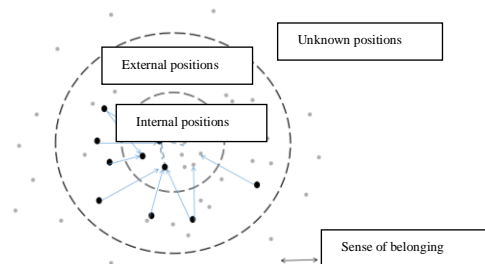 Unknown positions
External positions
Internal positions
Sense of belonging